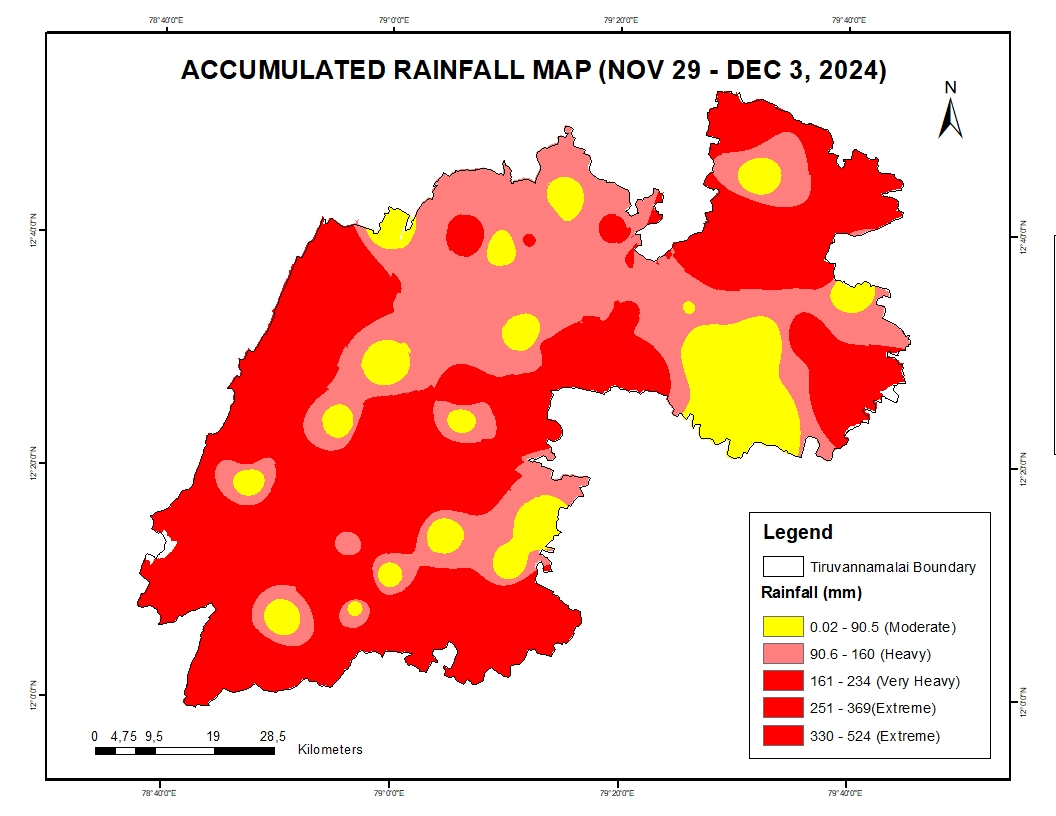 78°40'0"E 79°0'0"E 79°20'0"E 79°40'0"E
ACCUMULATED RAINFALL MAP (NOV 29 - DEC 3, 2024)
N
12°40'0"N 12°40'0"N
12°20'0"N 12°20'0"N
Legend
Tiruvannamalai Boundary
Rainfall (mm)
0.02 - 90.5 (Moderate)
90.6 - 160 (Heavy)
161 - 234 (Very Heavy)
251 - 369(Extreme)
330 - 524 (Extreme)
12°0'0"N 12°0'0"N
0 4,75 9,5 19 28,5
Kilometers
78°40'0"E 79°0'0"E 79°20'0"E 79°40'0"E